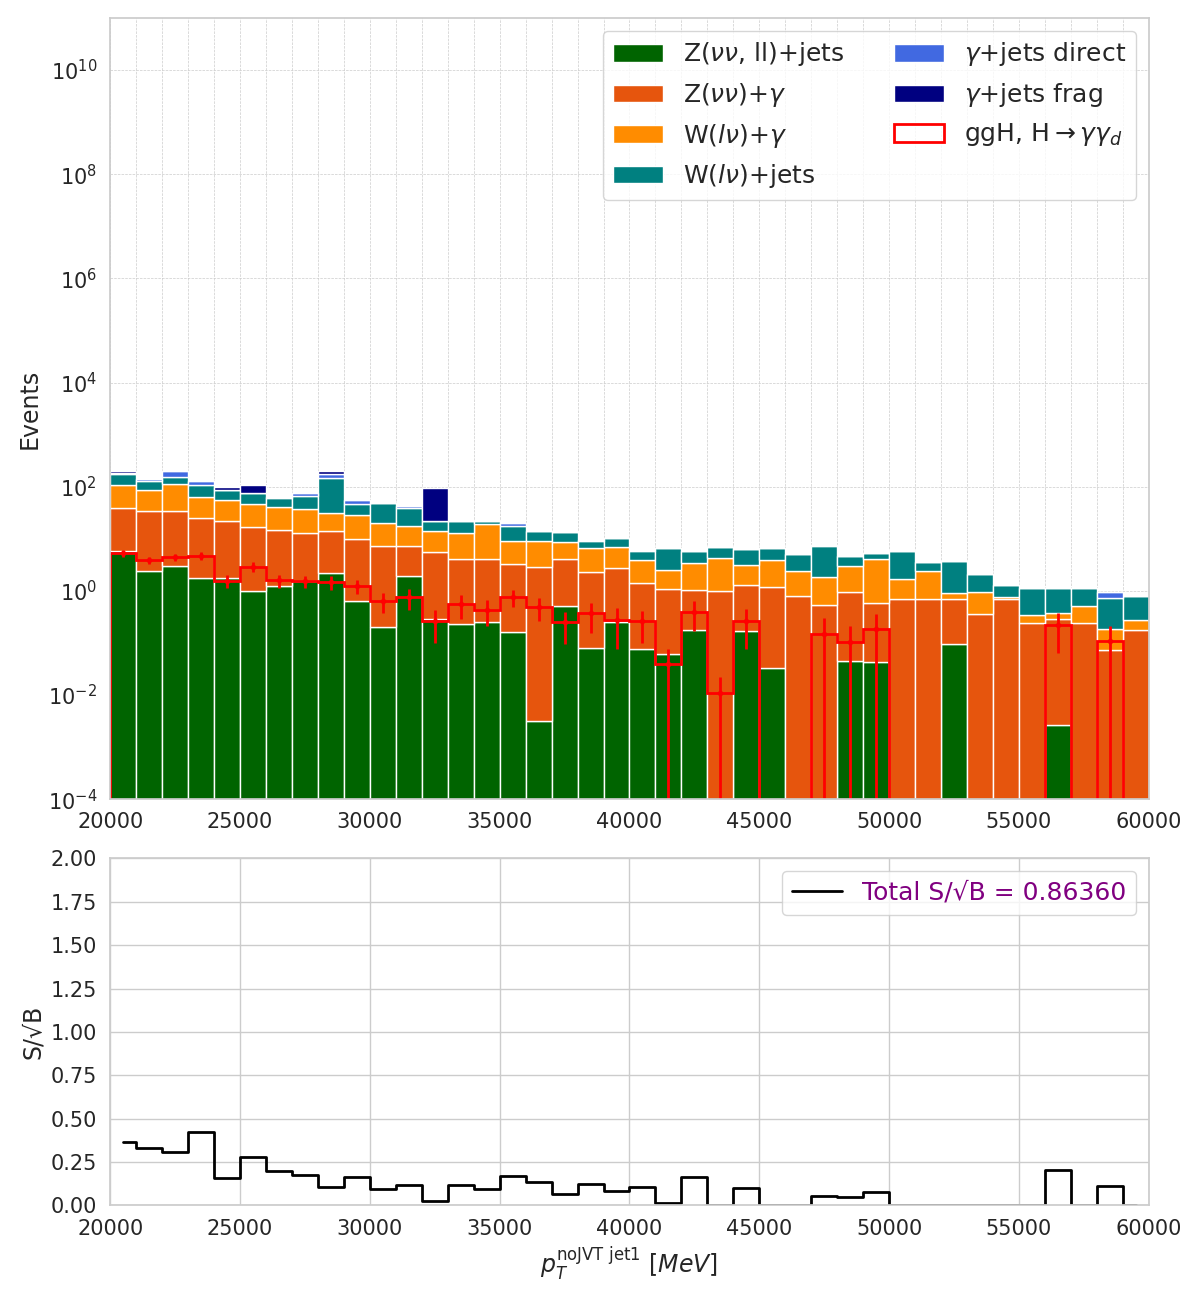 Z(νν, ll)+jets
Z(νν)+γ
W(lν)+γ
W(lν)+jets
γ+jets direct
γ+jets frag
ggH, H→γγ_d
Events
10^10
10^8
10^6
10^4
10^2
10^0
10^−2
10^−4
20000 25000 30000 35000 40000 45000 50000 55000 60000
Total S/√B = 0.86360
S/√B
2.00
1.75
1.50
1.25
1.00
0.75
0.50
0.25
0.00
20000 25000 30000 35000 40000 45000 50000 55000 60000
p_T^noJVT jet1 [MeV]